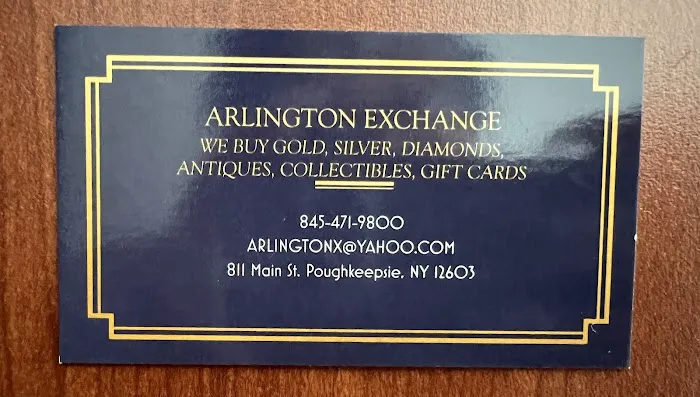 ARLINGTON EXCHANGE
WE BUY GOLD, SILVER, DIAMONDS,
ANTIQUES, COLLECTIBLES, GIFT CARDS
845-471-9800
ARLINGTONX@YAHOO.COM
811 Main St. Poughkeepsie, NY 12603